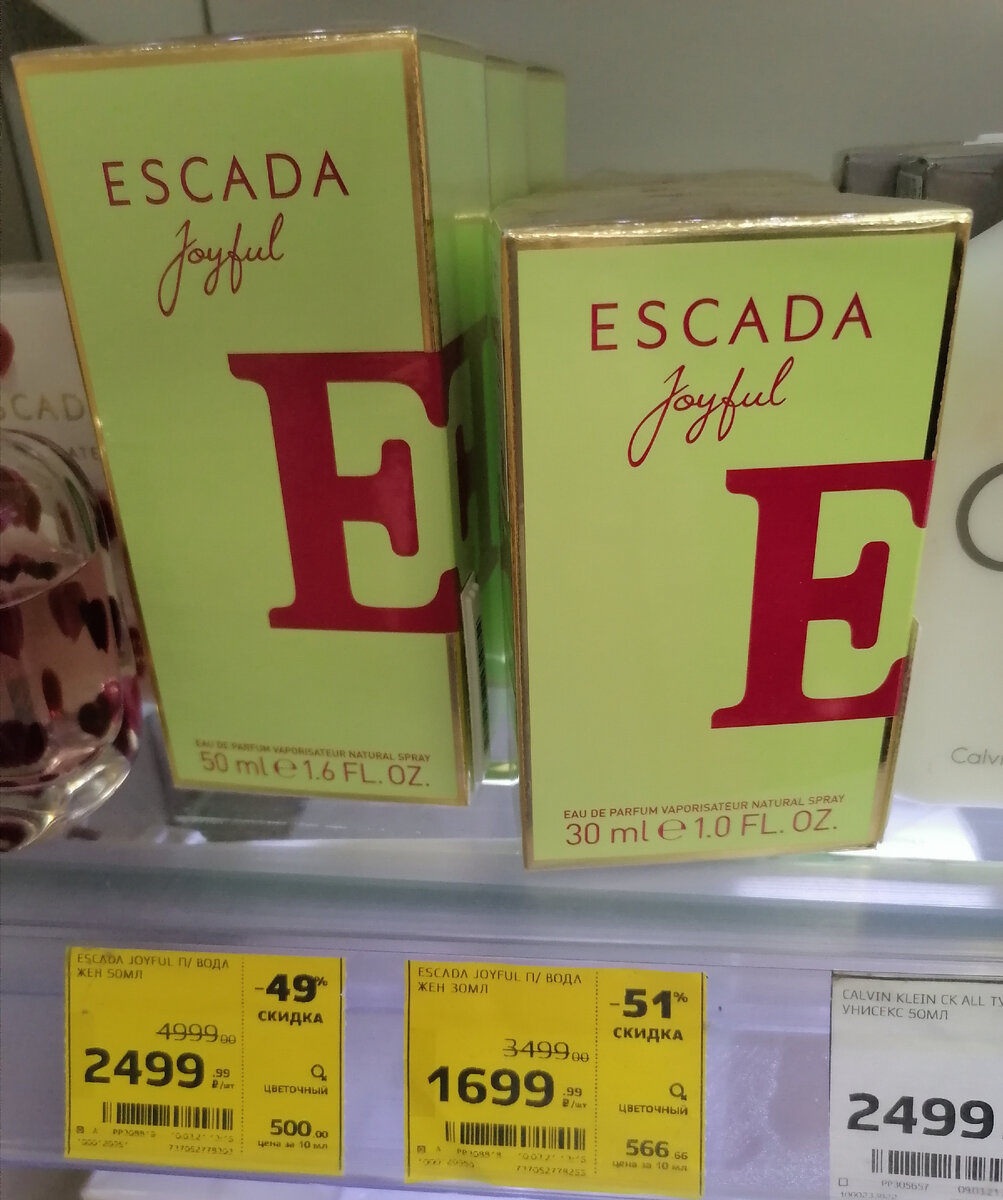 ESCADA
Joyful
E
EAU DE PARFUM VAPORISATEUR NATURAL SPRAY
50 ml e 1.6 FL. OZ.
ESCADA
Joyful
E
EAU DE PARFUM VAPORISATEUR NATURAL SPRAY
30 ml e 1.0 FL. OZ.
Calvi
ESCADA JOYFUL П/ ВОДА
ЖЕН 50МЛ
-49%
СКИДКА
4999.00
2499.99
₽/шт
ЦВЕТОЧНЫЙ
500.00
цена за 10 мл
ESCADA JOYFUL П/ ВОДА
ЖЕН 30МЛ
-51%
СКИДКА
3499.00
1699.99
₽/шт
ЦВЕТОЧНЫЙ
566.66
цена за 10 мл
CALVIN KLEIN CK ALL
УНИСЕКС 50МЛ
2499